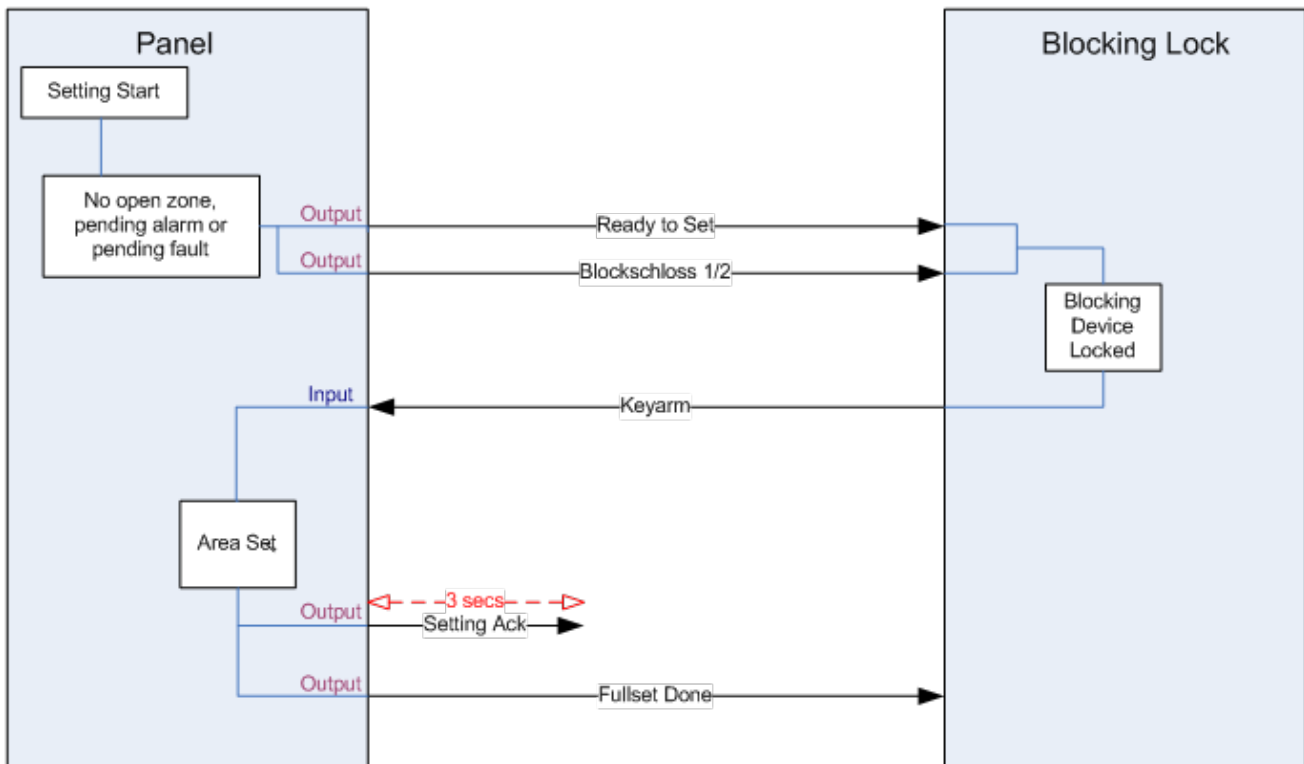 Panel
Blocking Lock
Setting Start
No open zone,
pending alarm or
pending fault
Output
Ready to Set
Output
Blockschloss 1/2
Blocking
Device
Locked
Input
Keyarm
Area Set
3 secs
Output
Setting Ack
Output
Fullset Done